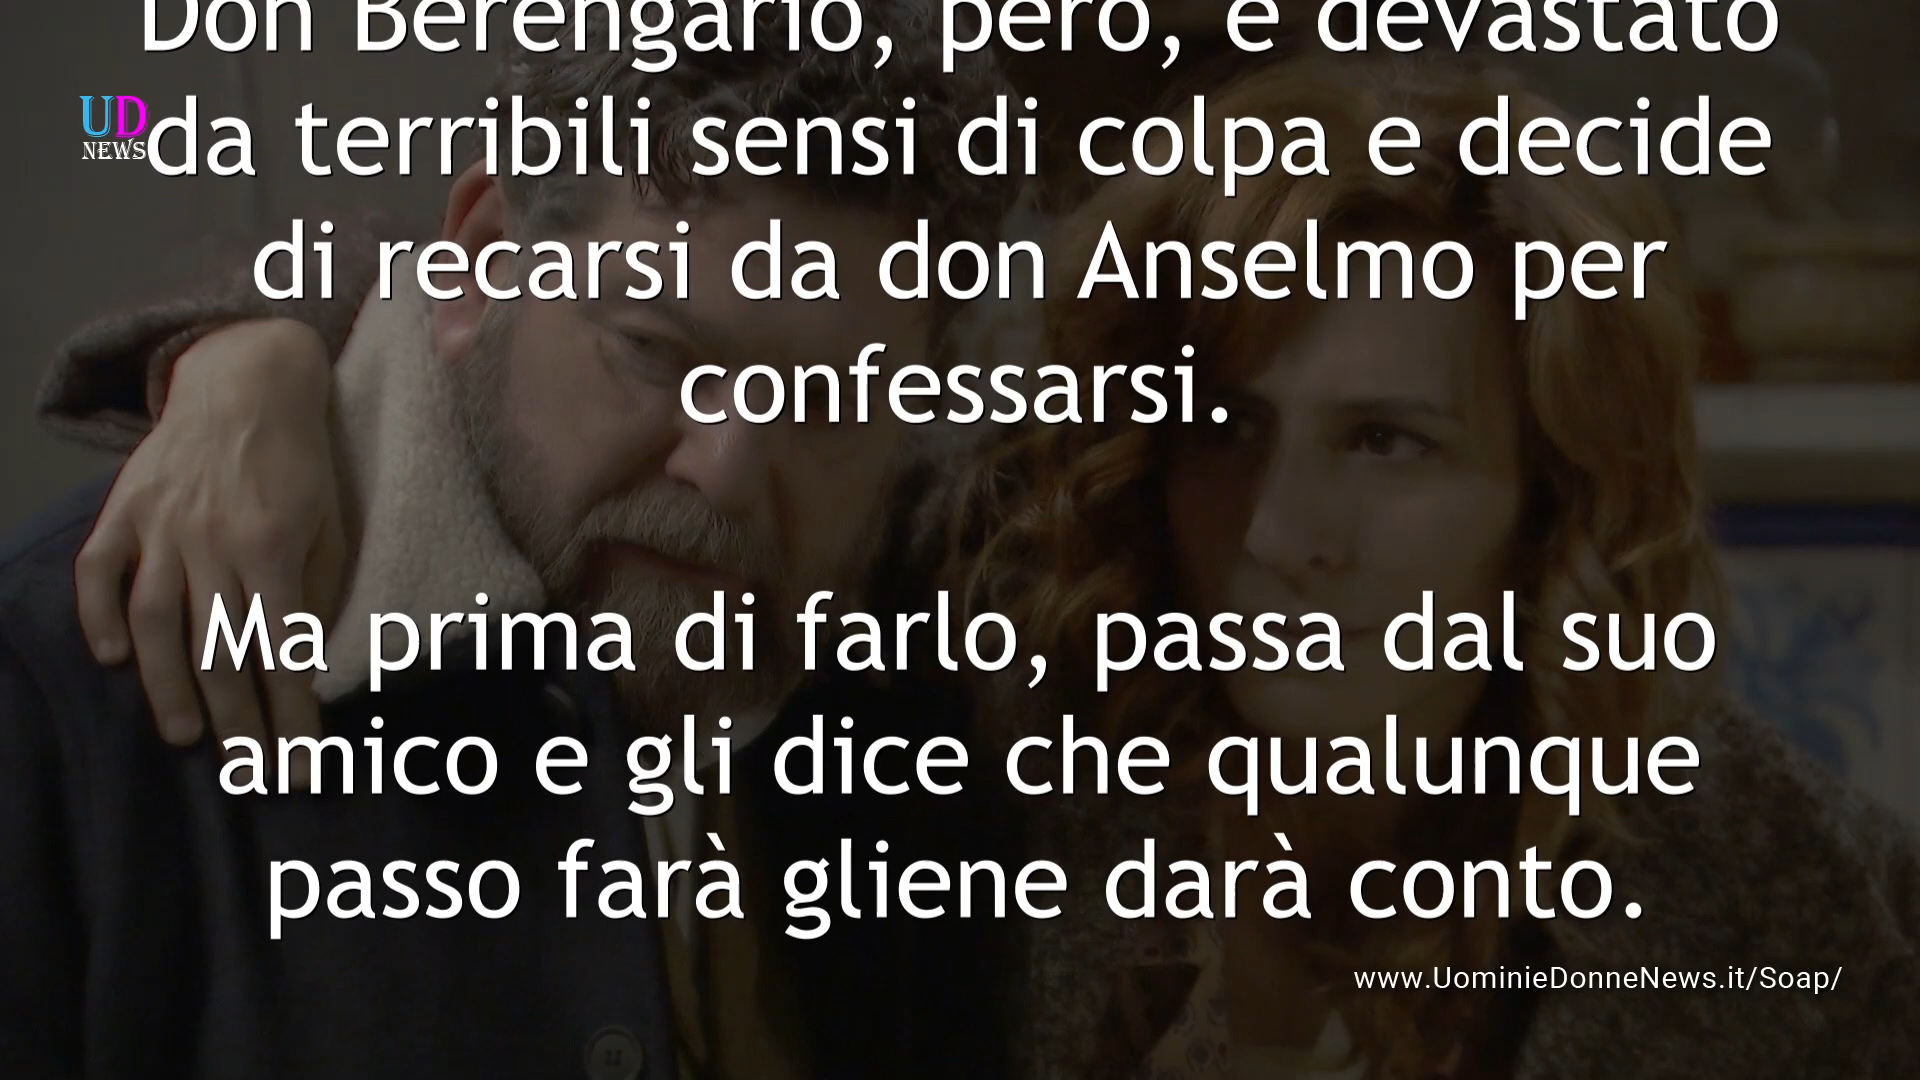 Don Berengario, però, è devastato
UD
NEWS
da terribili sensi di colpa e decide
di recarsi da don Anselmo per
confessarsi.
Ma prima di farlo, passa dal suo
amico e gli dice che qualunque
passo farà gliene darà conto.
www.UominieDonneNews.it/Soap/